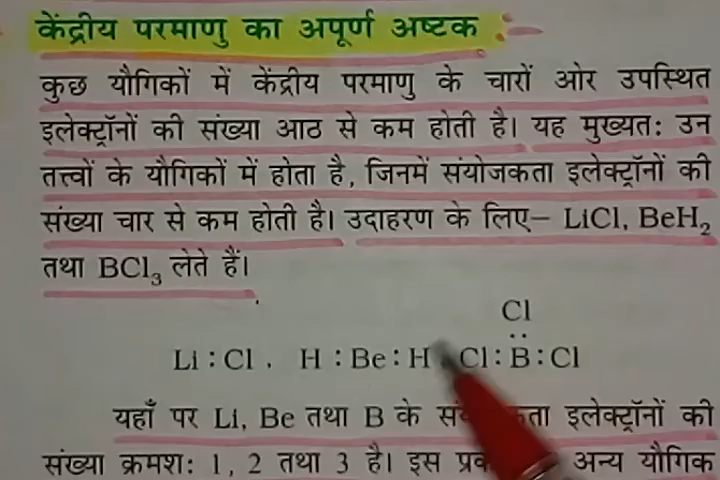 केंद्रीय परमाणु का अपूर्ण अष्टक :-
कुछ यौगिकों में केंद्रीय परमाणु के चारों ओर उपस्थित
इलेक्ट्रॉनों की संख्या आठ से कम होती है। यह मुख्यत: उन
तत्त्वों के यौगिकों में होता है, जिनमें संयोजकता इलेक्ट्रॉनों की
संख्या चार से कम होती है। उदाहरण के लिए– LiCl, BeH₂
तथा BCl₃ लेते हैं।
Cl
Li : Cl , H : Be : H , Cl : B : Cl
यहाँ पर Li, Be तथा B के इलेक्ट्रॉनों की
संख्या क्रमश: 1, 2 तथा 3 है। इस अन्य यौगिक